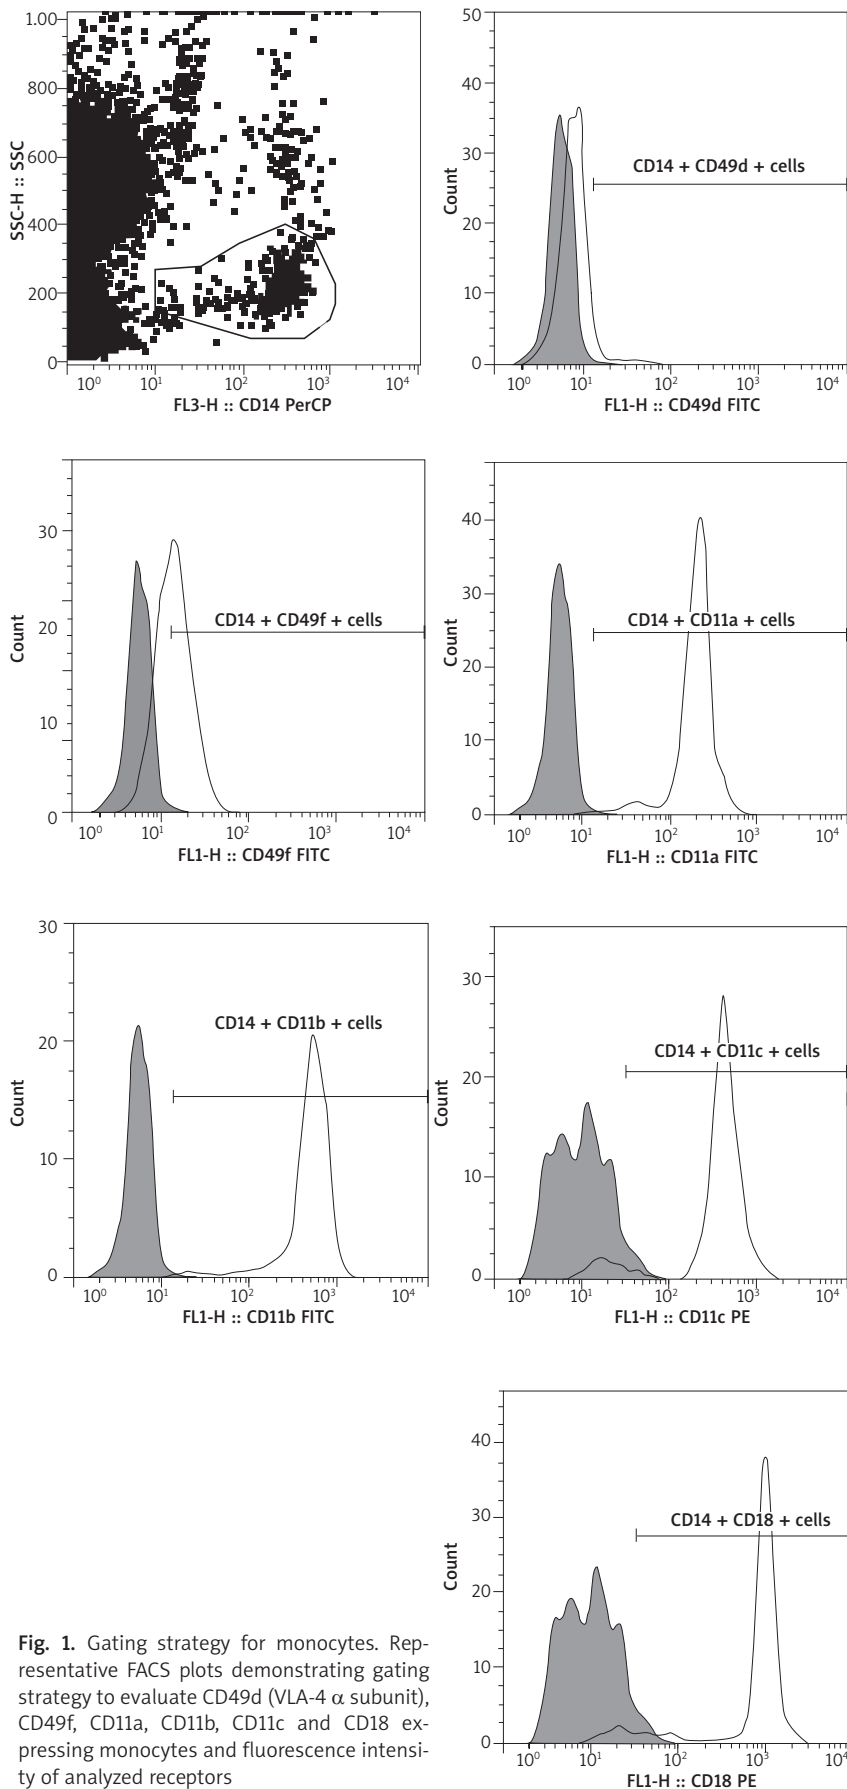 1.00
800
600
400
200
0
SSC-H :: SSC
10⁰ 10¹ 10² 10³ 10⁴
FL3-H :: CD14 PerCP
50
40
30
20
10
0
Count
CD14 + CD49d + cells
10⁰ 10¹ 10² 10³ 10⁴
FL1-H :: CD49d FITC
30
20
10
0
Count
CD14 + CD49f + cells
10⁰ 10¹ 10² 10³ 10⁴
FL1-H :: CD49f FITC
40
30
20
10
0
Count
CD14 + CD11a + cells
10⁰ 10¹ 10² 10³ 10⁴
FL1-H :: CD11a FITC
30
20
10
0
Count
CD14 + CD11b + cells
10⁰ 10¹ 10² 10³ 10⁴
FL1-H :: CD11b FITC
30
20
10
0
Count
CD14 + CD11c + cells
10⁰ 10¹ 10² 10³ 10⁴
FL1-H :: CD11c PE
40
30
20
10
0
Count
CD14 + CD18 + cells
10⁰ 10¹ 10² 10³ 10⁴
FL1-H :: CD18 PE
Fig. 1. Gating strategy for monocytes. Rep-
resentative FACS plots demonstrating gating
strategy to evaluate CD49d (VLA-4 α subunit),
CD49f, CD11a, CD11b, CD11c and CD18 ex-
pressing monocytes and fluorescence intensi-
ty of analyzed receptors